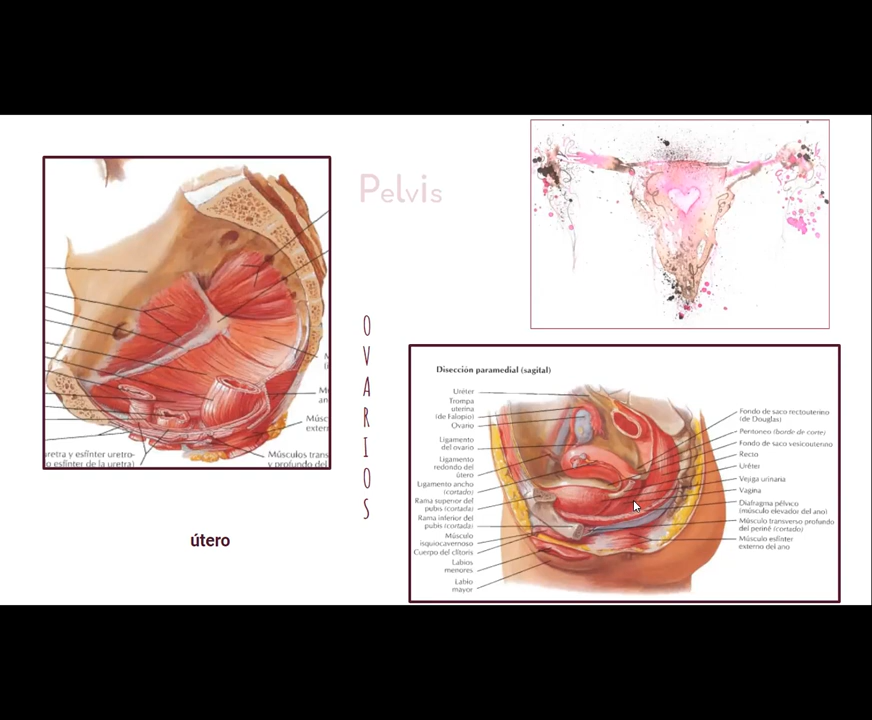 Pelvis
OVARIOS
útero
uretra y esfínter uretro-
o esfínter de la uretra)
Músc
extern
Músculos trans
y profundo del
Disección paramedial (sagital)
Uréter
Trompa
uterina
(de Falopio)
Ovario
Ligamento
del ovario
Ligamento
redondo del
útero
Ligamento ancho
(cortado)
Rama superior del
pubis (cortada)
Rama inferior del
pubis (cortada)
Músculo
isquiocavernoso
Cuerpo del clítoris
Labios
menores
Labio
mayor
Fondo de saco rectouterino
(de Douglas)
Peritoneo (borde de corte)
Fondo de saco vesicouterino
Recto
Uréter
Vejiga urinaria
Vagina
Diafragma pélvico
(músculo elevador del ano)
Músculo transverso profundo
del periné (cortado)
Músculo esfínter
externo del ano